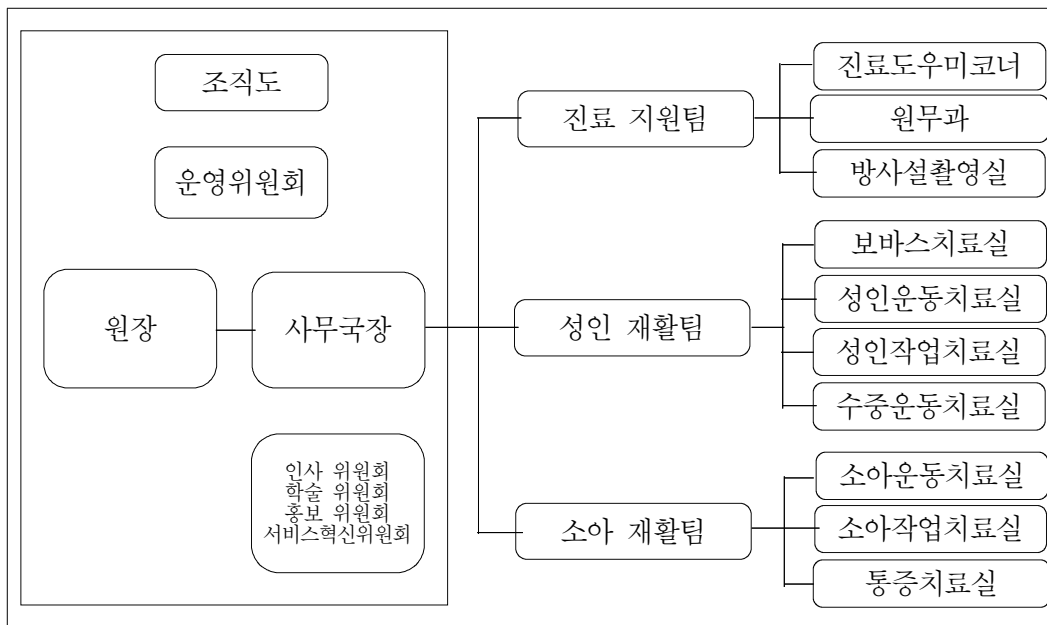 조직도
운영위원회
원장
사무국장
인사 위원회
학술 위원회
홍보 위원회
서비스혁신위원회
진료 지원팀
진료도우미코너
원무과
방사설촬영실
성인 재활팀
보바스치료실
성인운동치료실
성인작업치료실
수중운동치료실
소아 재활팀
소아운동치료실
소아작업치료실
통증치료실